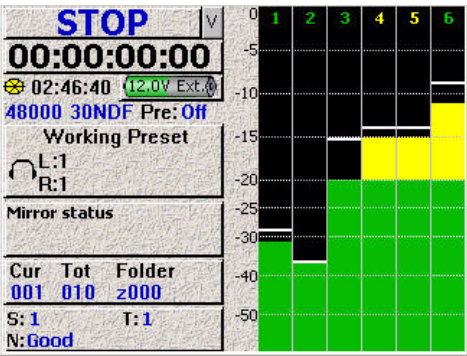 STOP V
00:00:00:00
02:46:40 12.0V Ext.
48000 30NDF Pre: Off
Working Preset
L:1
R:1
Mirror status
Cur Tot Folder
001 010 z000
S: 1 T: 1
N: Good
0 1 2 3 4 5 6
-5
-10
-15
-20
-25
-30
-40
-50